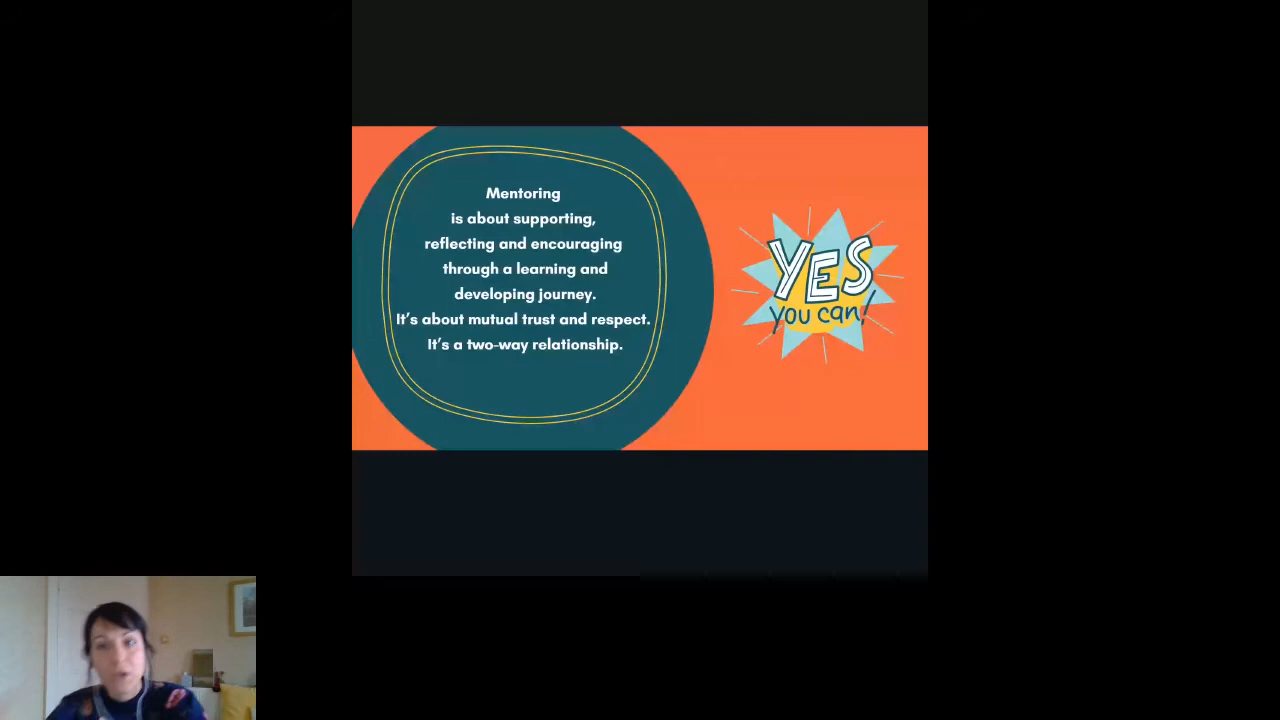 Mentoring
is about supporting,
reflecting and encouraging
through a learning and
developing journey.
It's about mutual trust and respect.
It's a two-way relationship.
YES
you can!